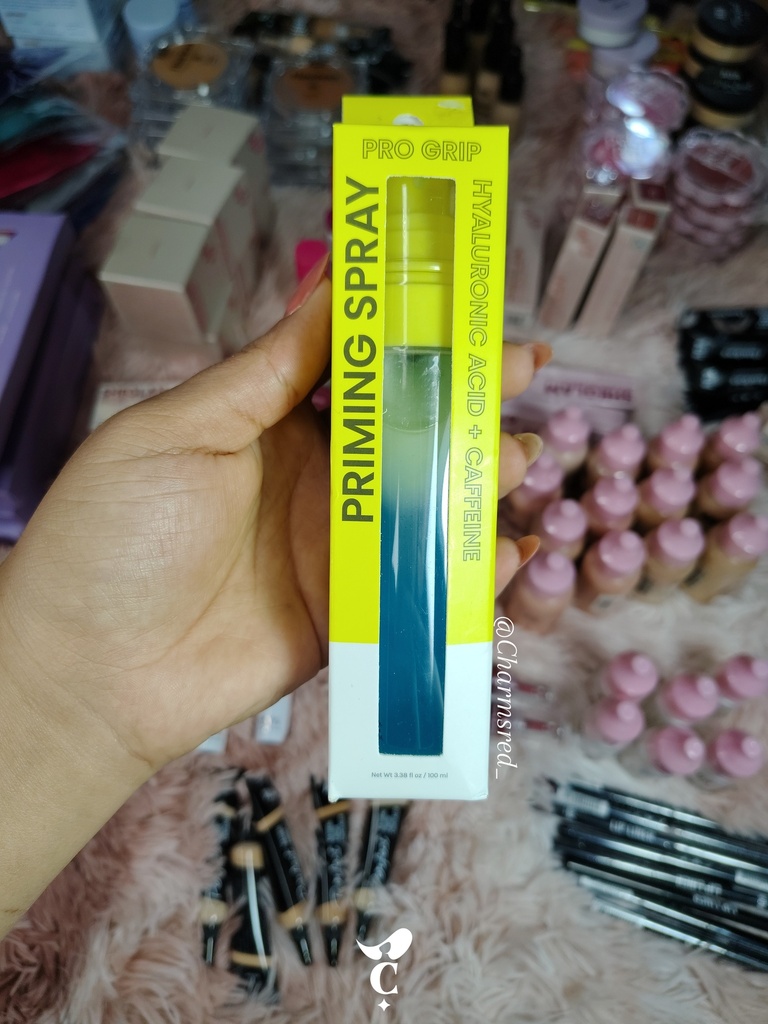 PRO GRIP
PRIMING SPRAY
HYALURONIC ACID + CAFFEINE
Net Wt 3.38 fl oz / 100 ml
@Charmsred_
C